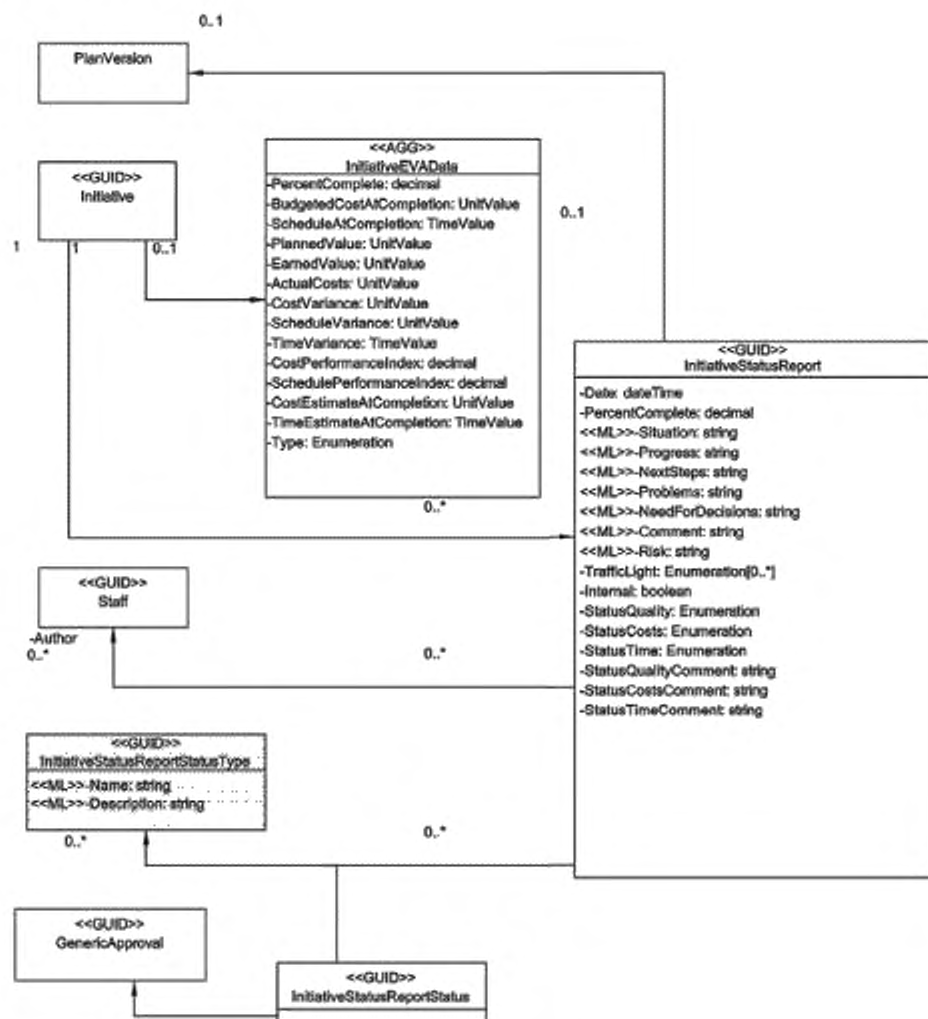 0..1
PlanVersion
<<GUID>>
Initiative
1
1
0..1
<<AGG>>
InitiativeEVAData
-PercentComplete: decimal
-BudgetedCostAtCompletion: UnitValue
-ScheduleAtCompletion: TimeValue
-PlannedValue: UnitValue
-EarnedValue: UnitValue
-ActualCosts: UnitValue
-CostVariance: UnitValue
-ScheduleVariance: UnitValue
-TimeVariance: TimeValue
-CostPerformanceIndex: decimal
-SchedulePerformanceIndex: decimal
-CostEstimateAtCompletion: UnitValue
-TimeEstimateAtCompletion: TimeValue
-Type: Enumeration
0..1
0..*
<<GUID>>
InitiativeStatusReport
-Date: dateTime
-PercentComplete: decimal
<<ML>>-Situation: string
<<ML>>-Progress: string
<<ML>>-NextSteps: string
<<ML>>-Problems: string
<<ML>>-NeedForDecisions: string
<<ML>>-Comment: string
<<ML>>-Risk: string
-TrafficLight: Enumeration[0..*]
-Internal: boolean
-StatusQuality: Enumeration
-StatusCosts: Enumeration
-StatusTime: Enumeration
-StatusQualityComment: string
-StatusCostsComment: string
-StatusTimeComment: string
<<GUID>>
Staff
-Author
0..*
0..*
<<GUID>>
InitiativeStatusReportStatusType
<<ML>>-Name: string
<<ML>>-Description: string
0..*
0..*
<<GUID>>
GenericApproval
<<GUID>>
InitiativeStatusReportStatus